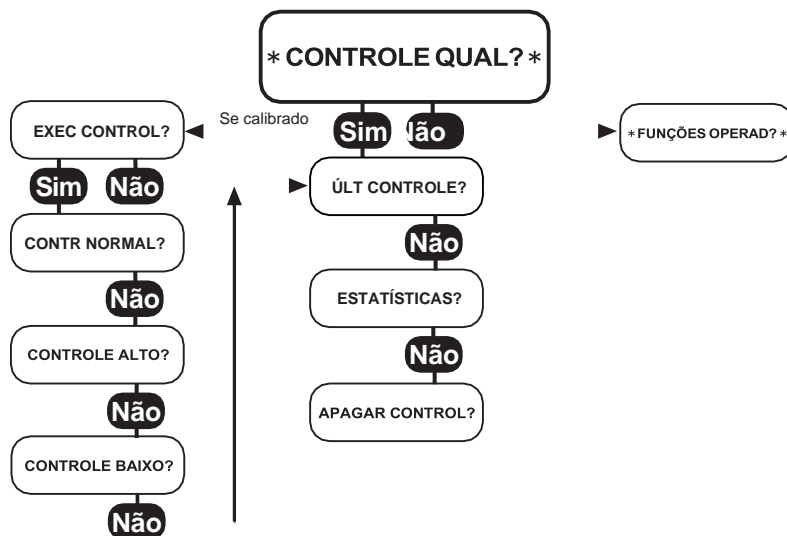 * CONTROLE QUAL? *
Se calibrado
Sim
Não
EXEC CONTROL?
*FUNÇÕES OPERAD?*
Sim
Não
ÚLT CONTROLE?
Não
CONTR NORMAL?
Não
ESTATÍSTICAS?
Não
CONTROLE ALTO?
Não
APAGAR CONTROL?
CONTROLE BAIXO?
Não